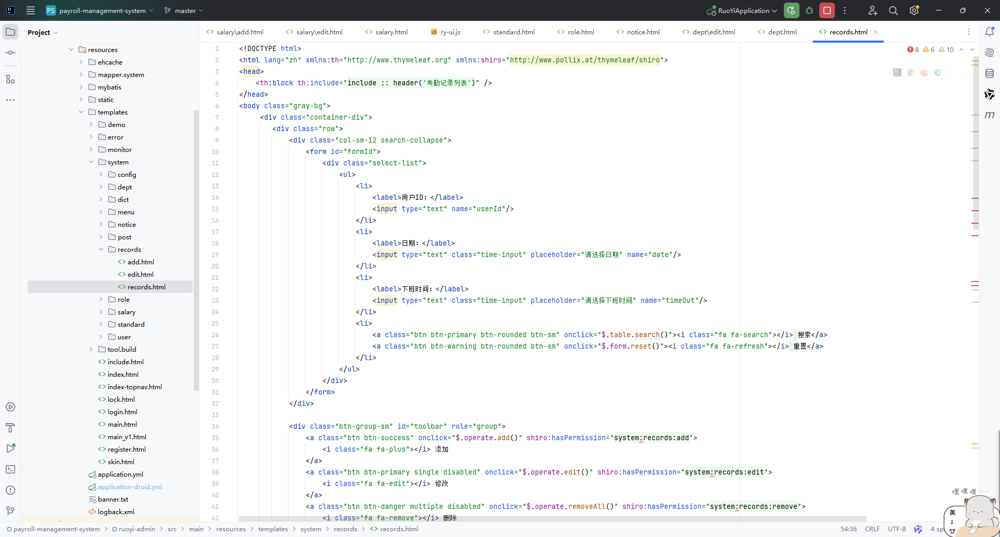 PS payroll-management-system master RuoYiApplication
Project
salary\add.html salary\edit.html salary.html JS ry-ui.js standard.html role.html notice.html dept\edit.html dept.html records.html
resources
ehcache
mapper.system
mybatis
static
templates
demo
error
monitor
system
config
dept
dict
menu
notice
post
records
add.html
edit.html
records.html
role
salary
standard
user
tool.build
include.html
index.html
index-topnav.html
lock.html
login.html
main.html
main_v1.html
register.html
skin.html
application.yml
application-druid.yml
banner.txt
logback.xml
8 6 10
1 <!DOCTYPE html>
2 <html lang="zh" xmlns:th="http://www.thymeleaf.org" xmlns:shiro="http://www.pollix.at/thymeleaf/shiro">
3 <head>
4 <th:block th:include="include :: header('考勤记录列表')" />
5 </head>
6 <body class="gray-bg">
7 <div class="container-div">
8 <div class="row">
9 <div class="col-sm-12 search-collapse">
10 <form id="formId">
11 <div class="select-list">
12 <ul>
13 <li>
14 <label>用户ID：</label>
15 <input type="text" name="userId"/>
16 </li>
17 <li>
18 <label>日期：</label>
19 <input type="text" class="time-input" placeholder="请选择日期" name="date"/>
20 </li>
21 <li>
22 <label>下班时间：</label>
23 <input type="text" class="time-input" placeholder="请选择下班时间" name="timeOut"/>
24 </li>
25 <li>
26 <a class="btn btn-primary btn-rounded btn-sm" onclick="$.table.search()"><i class="fa fa-search"></i> 搜索</a>
27 <a class="btn btn-warning btn-rounded btn-sm" onclick="$.form.reset()"><i class="fa fa-refresh"></i> 重置</a>
28 </li>
29 </ul>
30 </div>
31 </form>
32 </div>
33
34 <div class="btn-group-sm" id="toolbar" role="group">
35 <a class="btn btn-success" onclick="$.operate.add()" shiro:hasPermission="system:records:add">
36 <i class="fa fa-plus"></i> 添加
37 </a>
38 <a class="btn btn-primary single disabled" onclick="$.operate.edit()" shiro:hasPermission="system:records:edit">
39 <i class="fa fa-edit"></i> 修改
40 </a>
41 <a class="btn btn-danger multiple disabled" onclick="$.operate.removeAll()" shiro:hasPermission="system:records:remove">
42 <i class="fa fa-remove"></i> 删除
嘿 嘿 嘿
英
;
payroll-management-system > ruoyi-admin > src > main > resources > templates > system > records > records.html
54:36 CRLF UTF-8 4 sp